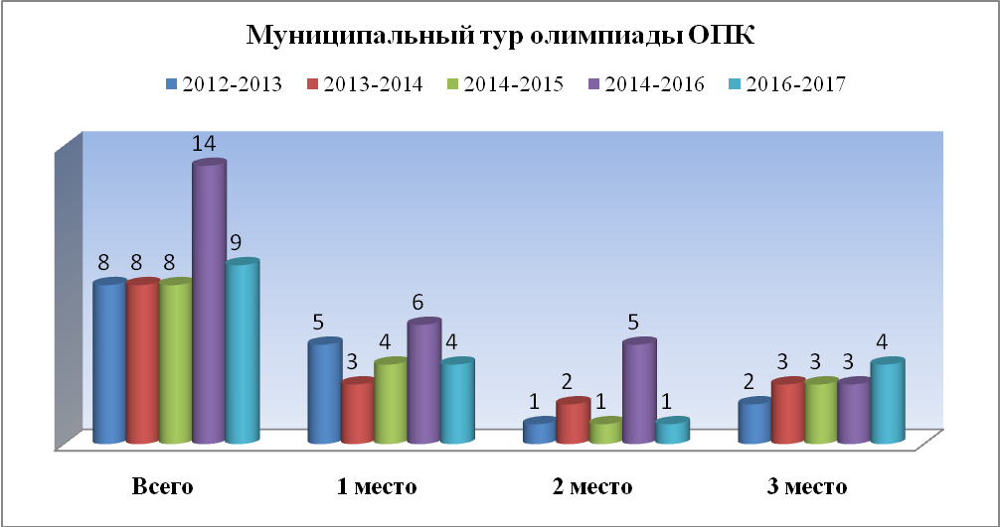 Муниципальный тур олимпиады ОПК
2012-2013 2013-2014 2014-2015 2014-2016 2016-2017
8 8 8 14 9
5 3 4 6 4
1 2 1 5 1
2 3 3 3 4
Всего 1 место 2 место 3 место